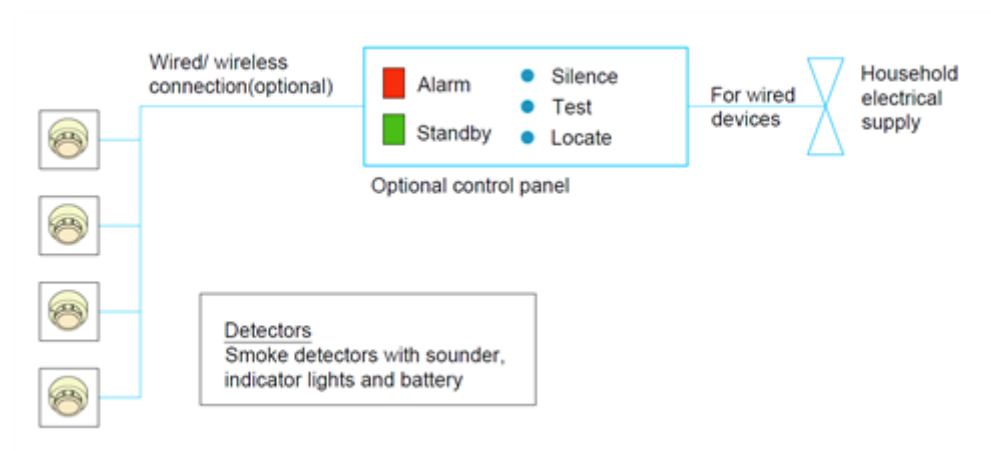 Wired/ wireless
connection(optional)
Alarm
Standby
Silence
Test
Locate
For wired
devices
Household
electrical
supply
Optional control panel
Detectors
Smoke detectors with sounder,
indicator lights and battery